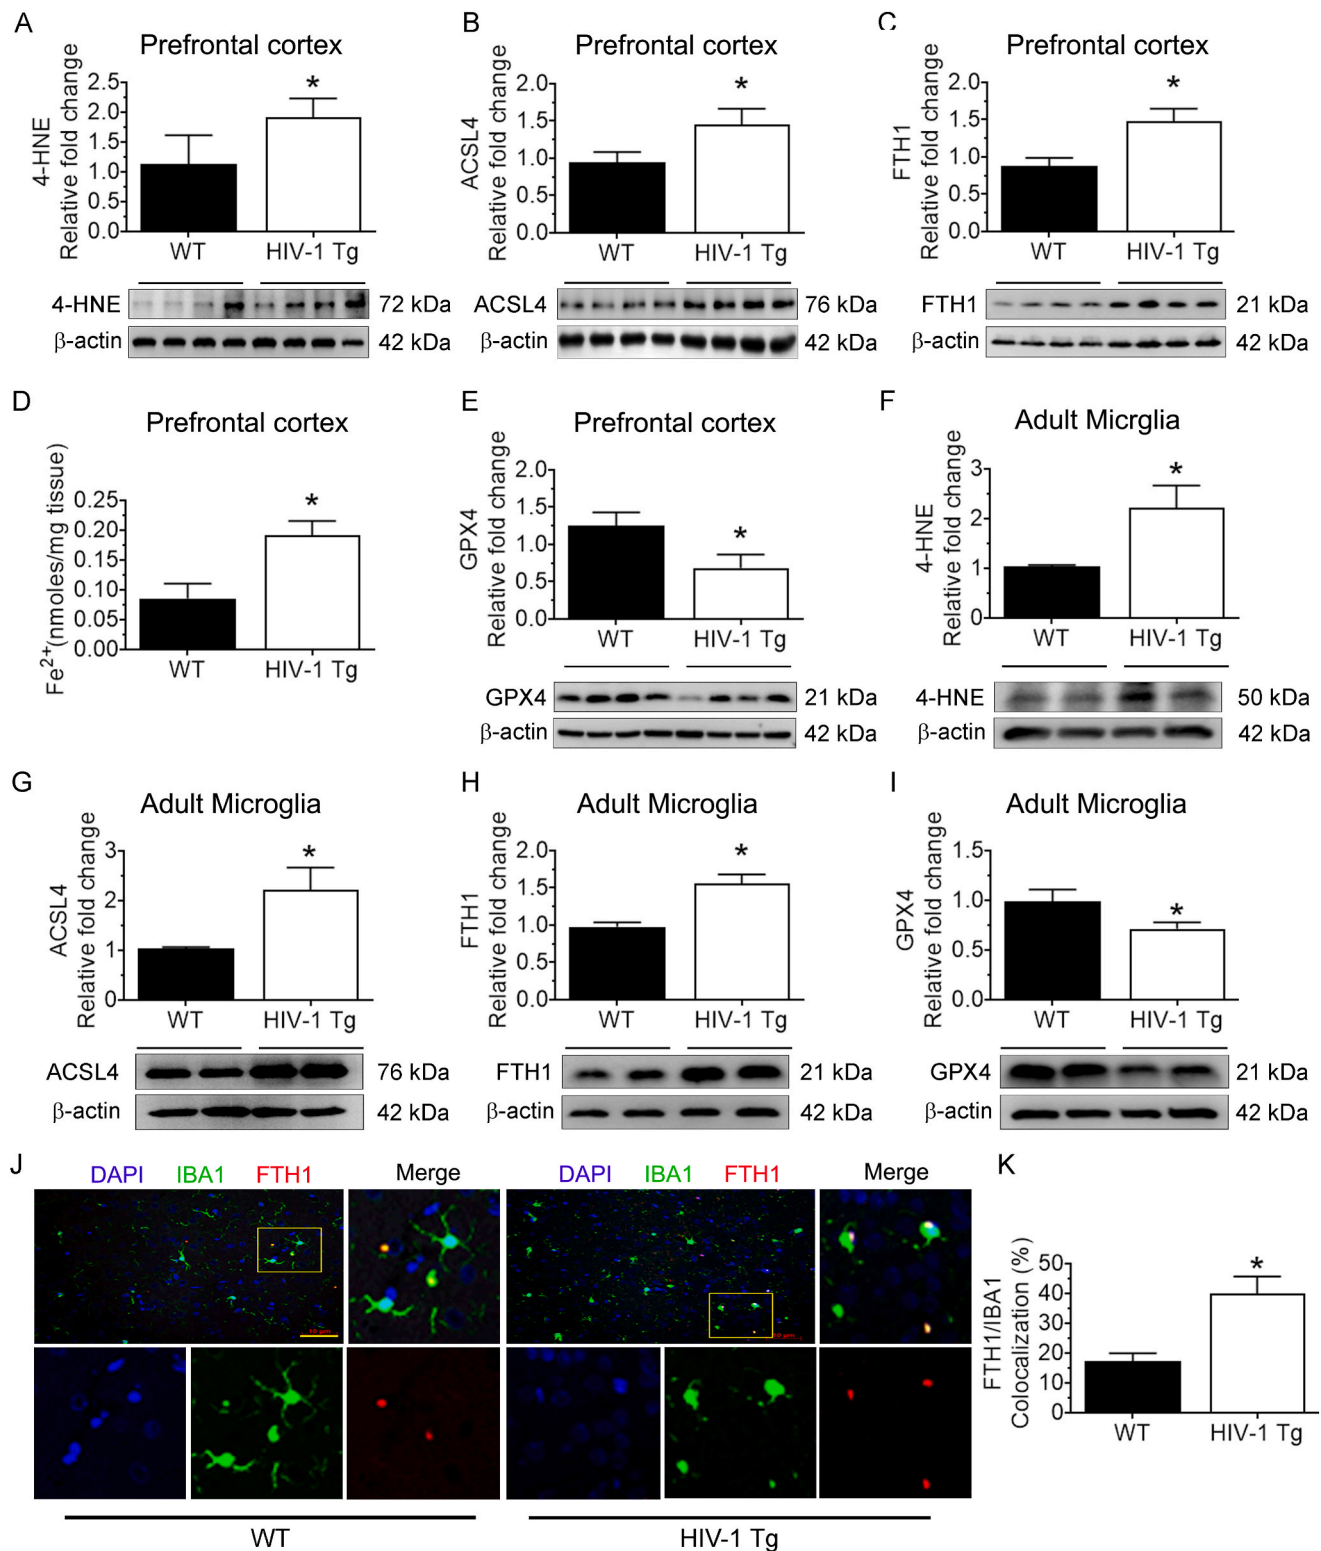 A
Prefrontal cortex
4-HNE
Relative fold change
2.5
2.0
1.5
1.0
0.5
0.0
*
WT
HIV-1 Tg
4-HNE
72 kDa
β-actin
42 kDa
B
Prefrontal cortex
ACSL4
Relative fold change
2.0
1.5
1.0
0.5
0.0
*
WT
HIV-1 Tg
ACSL4
76 kDa
β-actin
42 kDa
C
Prefrontal cortex
FTH1
Relative fold change
2.0
1.5
1.0
0.5
0.0
*
WT
HIV-1 Tg
FTH1
21 kDa
β-actin
42 kDa
D
Prefrontal cortex
Fe2+(nmoles/mg tissue)
0.25
0.20
0.15
0.10
0.05
0.00
*
WT
HIV-1 Tg
E
Prefrontal cortex
GPX4
Relative fold change
2.0
1.5
1.0
0.5
0.0
*
WT
HIV-1 Tg
GPX4
21 kDa
β-actin
42 kDa
F
Adult Micrglia
4-HNE
Relative fold change
3
2
1
0
*
WT
HIV-1 Tg
4-HNE
50 kDa
β-actin
42 kDa
G
Adult Microglia
ACSL4
Relative fold change
3
2
1
0
*
WT
HIV-1 Tg
ACSL4
76 kDa
β-actin
42 kDa
H
Adult Microglia
FTH1
Relative fold change
2.0
1.5
1.0
0.5
0.0
*
WT
HIV-1 Tg
FTH1
21 kDa
β-actin
42 kDa
I
Adult Microglia
GPX4
Relative fold change
1.5
1.0
0.5
0.0
*
WT
HIV-1 Tg
GPX4
21 kDa
β-actin
42 kDa
J
DAPI IBA1 FTH1 Merge
DAPI IBA1 FTH1 Merge
WT
HIV-1 Tg
K
FTH1/IBA1
Colocalization (%)
50
40
30
20
10
0
*
WT
HIV-1 Tg